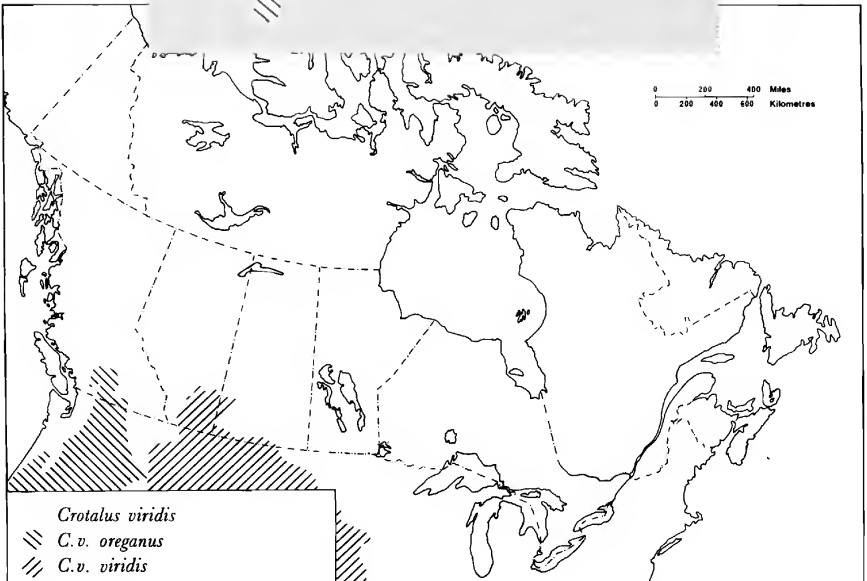 0 200 400 Miles
0 200 400 600 Kilometres
Crotalus viridis
C.v. oreganus
C.v. viridis